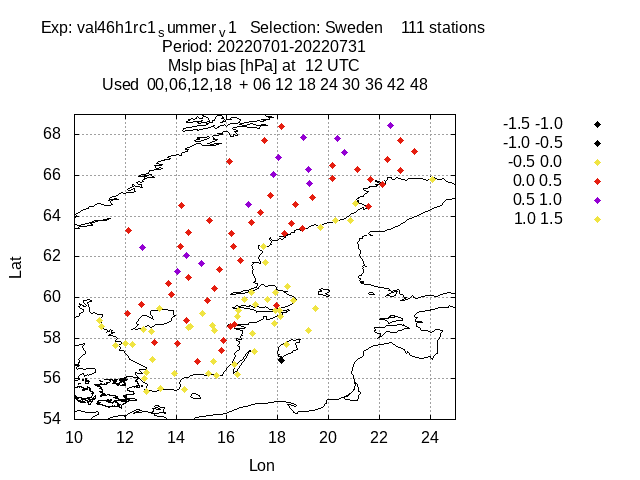 Exp: val46h1rc1summerv1 Selection: Sweden 111 stations
Period: 20220701-20220731
Mslp bias [hPa] at 12 UTC
Used 00,06,12,18 + 06 12 18 24 30 36 42 48
-1.5 -1.0
-1.0 -0.5
-0.5 0.0
0.0 0.5
0.5 1.0
1.0 1.5
68
66
64
62
60
58
56
54
Lat
10 12 14 16 18 20 22 24
Lon